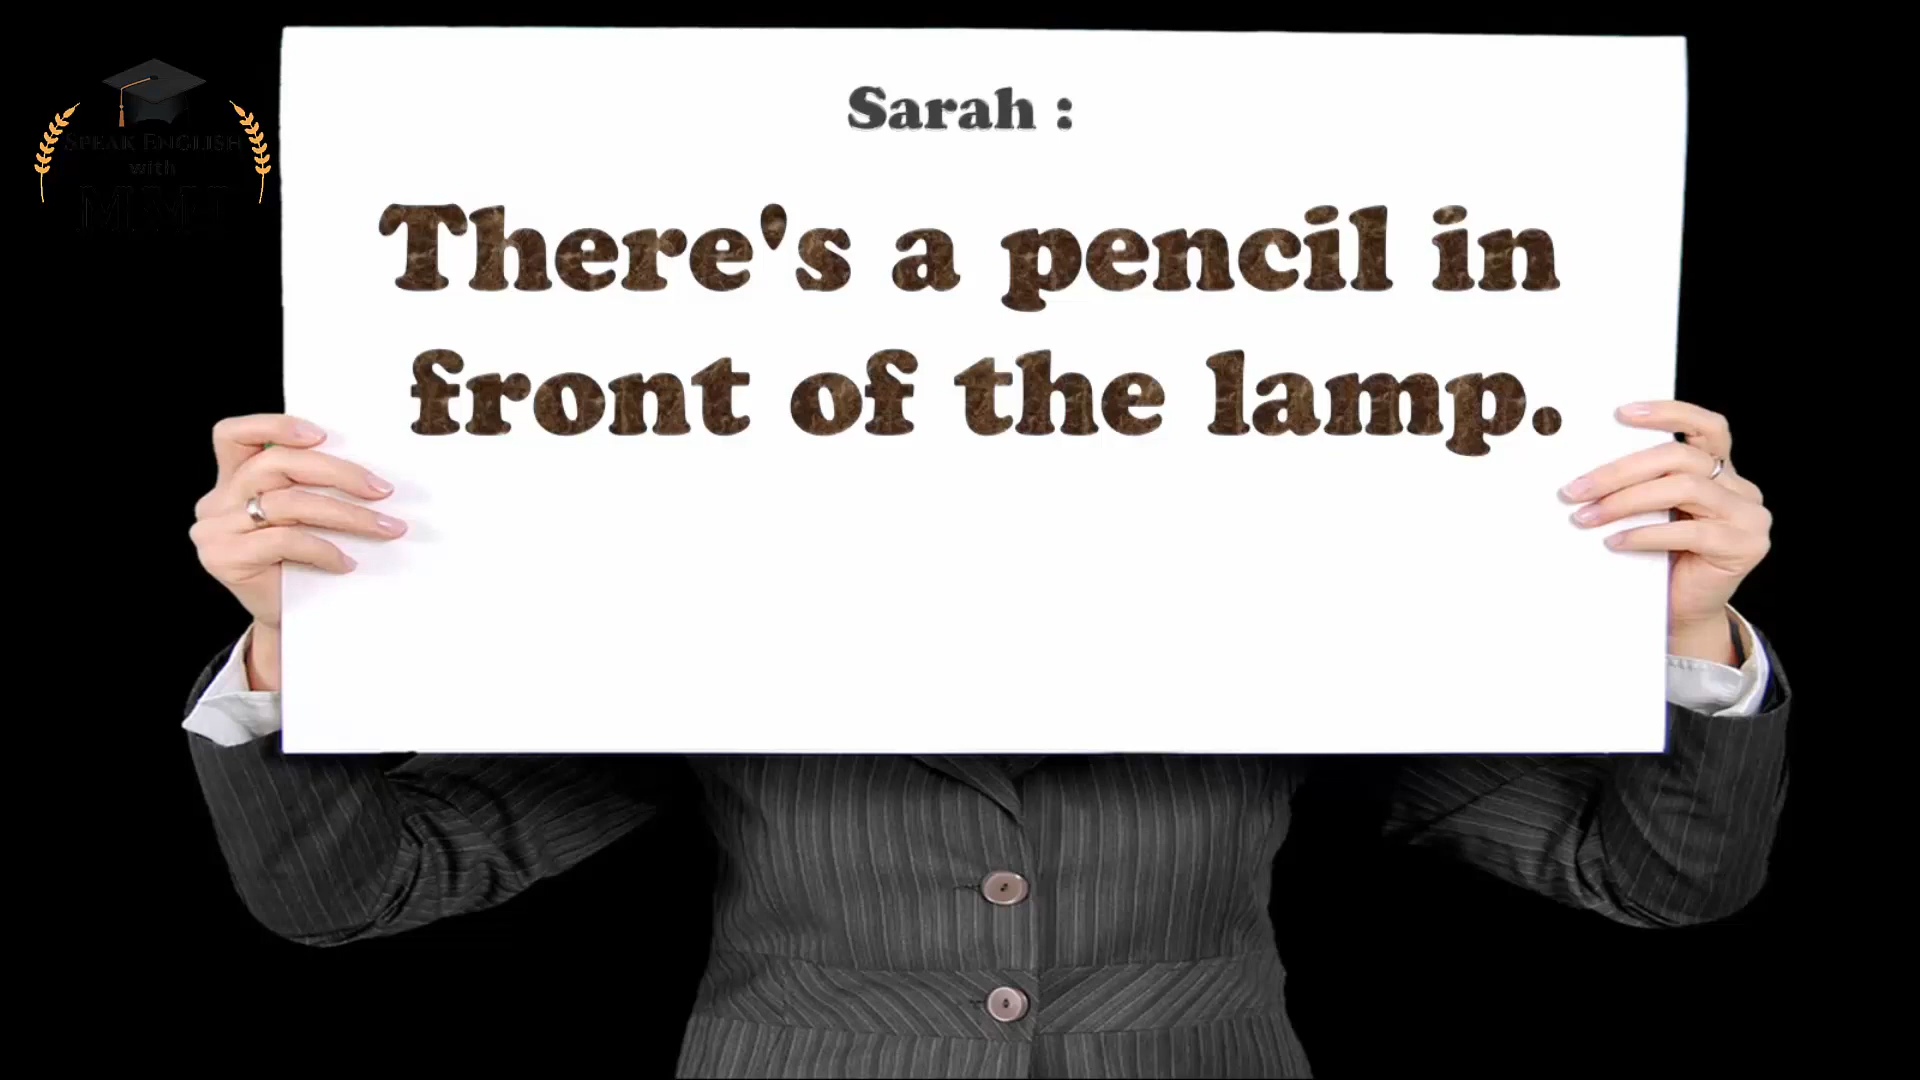 SPEAK ENGLISH
with
Sarah :
There's a pencil in
front of the lamp.